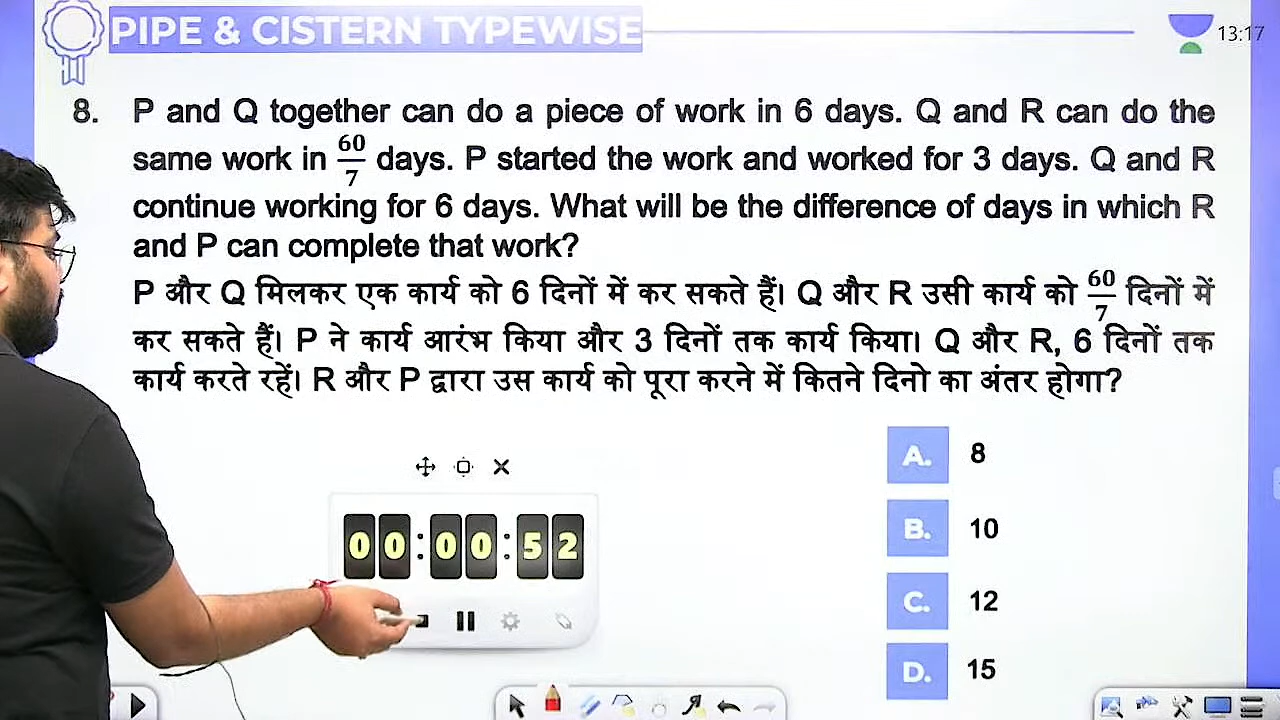 PIPE & CISTERN TYPEWISE
13:17
8. P and Q together can do a piece of work in 6 days. Q and R can do the
same work in 60/7 days. P started the work and worked for 3 days. Q and R
continue working for 6 days. What will be the difference of days in which R
and P can complete that work?
P और Q मिलकर एक कार्य को 6 दिनों में कर सकते हैं। Q और R उसी कार्य को 60/7 दिनों में
कर सकते हैं। P ने कार्य आरंभ किया और 3 दिनों तक कार्य किया। Q और R, 6 दिनों तक
कार्य करते रहें। R और P द्वारा उस कार्य को पूरा करने में कितने दिनो का अंतर होगा?
A. 8
B. 10
C. 12
D. 15
00:00:52